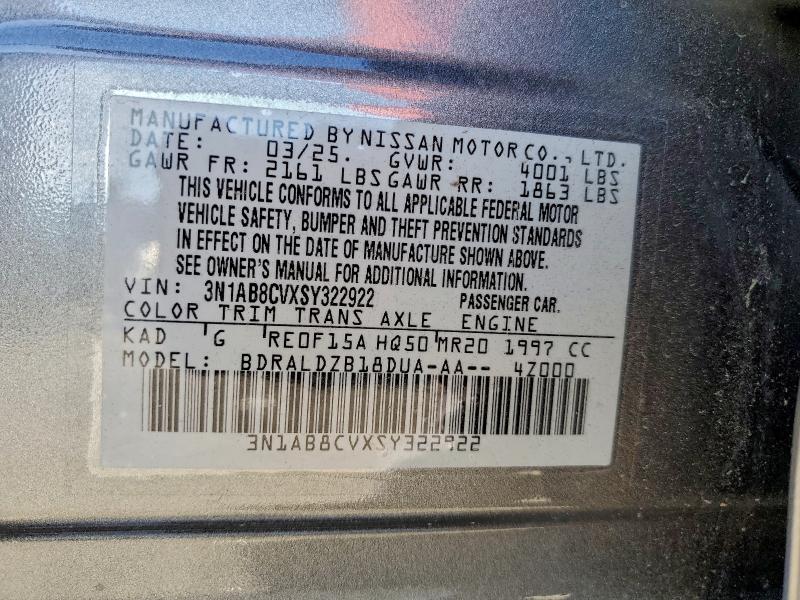 MANUFACTURED BY NISSAN MOTOR CO., LTD.
DATE: 03/25. GVWR: 4001 LBS
GAWR FR: 2161 LBS GAWR RR: 1863 LBS
THIS VEHICLE CONFORMS TO ALL APPLICABLE FEDERAL MOTOR
VEHICLE SAFETY, BUMPER AND THEFT PREVENTION STANDARDS
IN EFFECT ON THE DATE OF MANUFACTURE SHOWN ABOVE.
SEE OWNER'S MANUAL FOR ADDITIONAL INFORMATION.
VIN: 3N1AB8CVXSY322922 PASSENGER CAR.
COLOR TRIM TRANS AXLE ENGINE
KAD G RE0F15A HQ50 MR20 1997 CC
MODEL: BDRALDZB18DUA-AA-- 4Z000
3N1AB8CVXSY322922